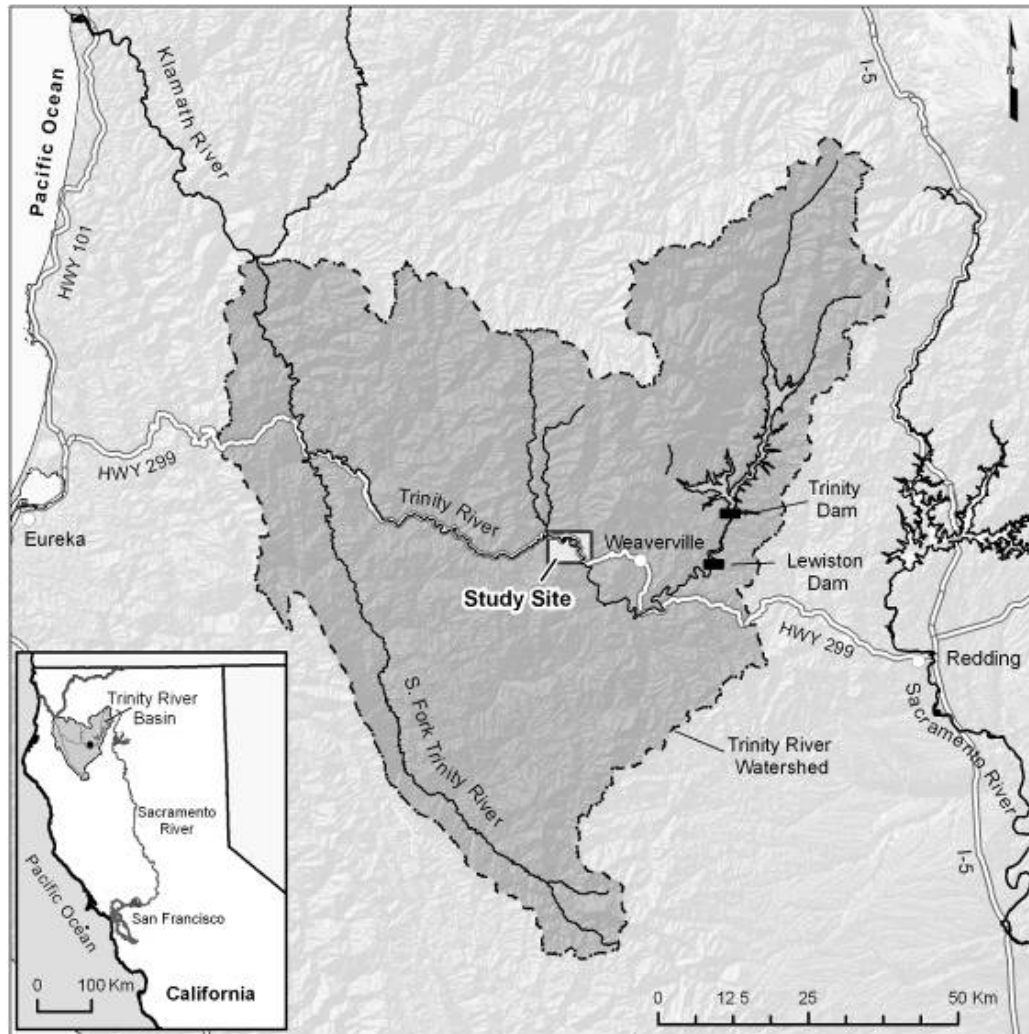 Klamath River
I-5
Pacific Ocean
HWY 101
HWY 299
Trinity River
Trinity
Dam
Eureka
Weaverville
Lewiston
Dam
Study Site
HWY 299
Redding
S. Fork Trinity River
Sacramento River
Trinity River
Watershed
I-5
Trinity River
Basin
Sacramento
River
Pacific Ocean
San Francisco
0 100 Km
California
0 12.5 25 50 Km